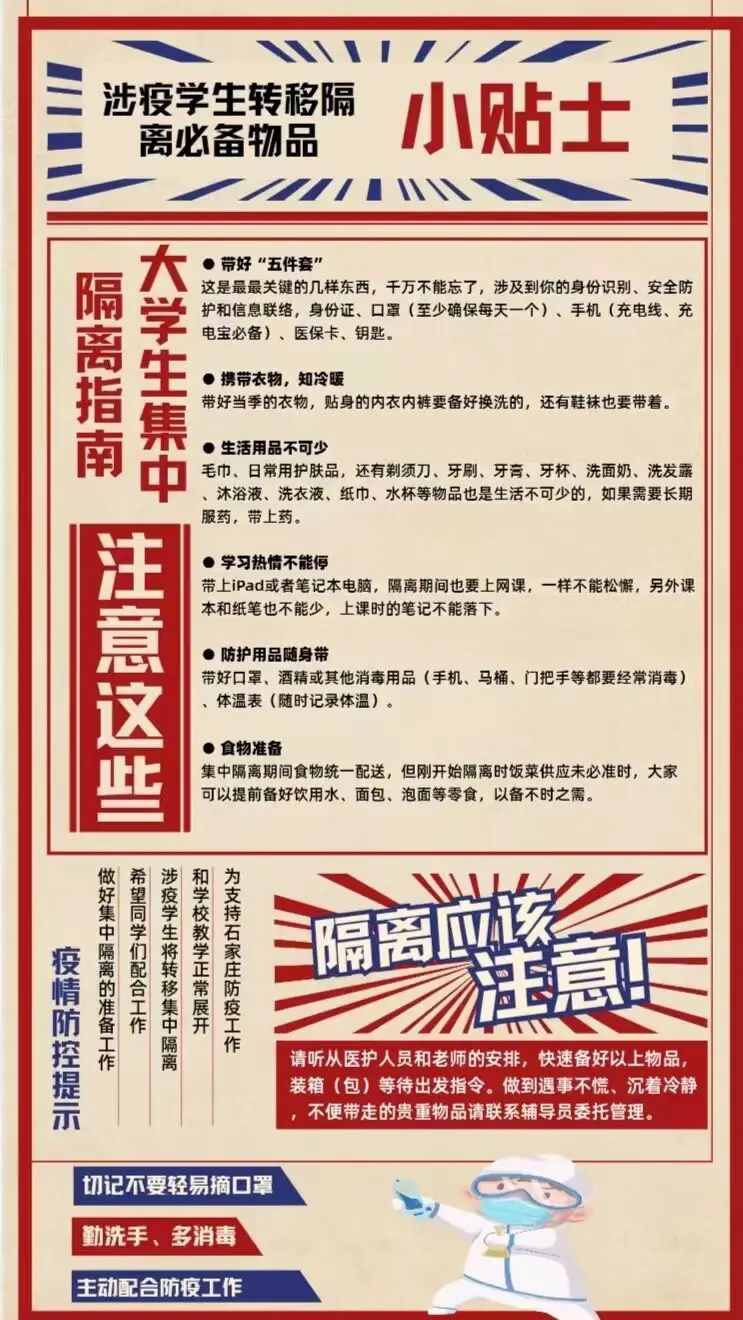 涉疫学生转移隔
离必备物品
小贴士
大学生集中
隔离指南
注意这些
● 带好“五件套”
这是最最关键的几样东西，千万不能忘了，涉及到你的身份识别、安全防
护和信息联络，身份证、口罩（至少确保每天一个）、手机（充电线、充
电宝必备）、医保卡、钥匙。
● 携带衣物，知冷暖
带好当季的衣物，贴身的内衣内裤要备好换洗的，还有鞋袜也要带着。
● 生活用品不可少
毛巾、日常用护肤品，还有剃须刀、牙刷、牙膏、牙杯、洗面奶、洗发露
、沐浴液、洗衣液、纸巾、水杯等物品也是生活不可少的，如果需要长期
服药，带上药。
● 学习热情不能停
带上iPad或者笔记本电脑，隔离期间也要上网课，一样不能松懈，另外课
本和纸笔也不能少，上课时的笔记不能落下。
● 防护用品随身带
带好口罩、酒精或其他消毒用品（手机、马桶、门把手等都要经常消毒）
、体温表（随时记录体温）。
● 食物准备
集中隔离期间食物统一配送，但刚开始隔离时饭菜供应未必准时，大家
可以提前备好饮用水、面包、泡面等零食，以备不时之需。
为支持石家庄防疫工作
和学校教学正常展开
涉疫学生将转移集中隔离
希望同学们配合工作
做好集中隔离的准备工作
疫情防控提示
隔离应该
注意!
请听从医护人员和老师的安排，快速备好以上物品，
装箱（包）等待出发指令。做到遇事不慌、沉着冷静
，不便带走的贵重物品请联系辅导员委托管理。
切记不要轻易摘口罩
勤洗手、多消毒
主动配合防疫工作